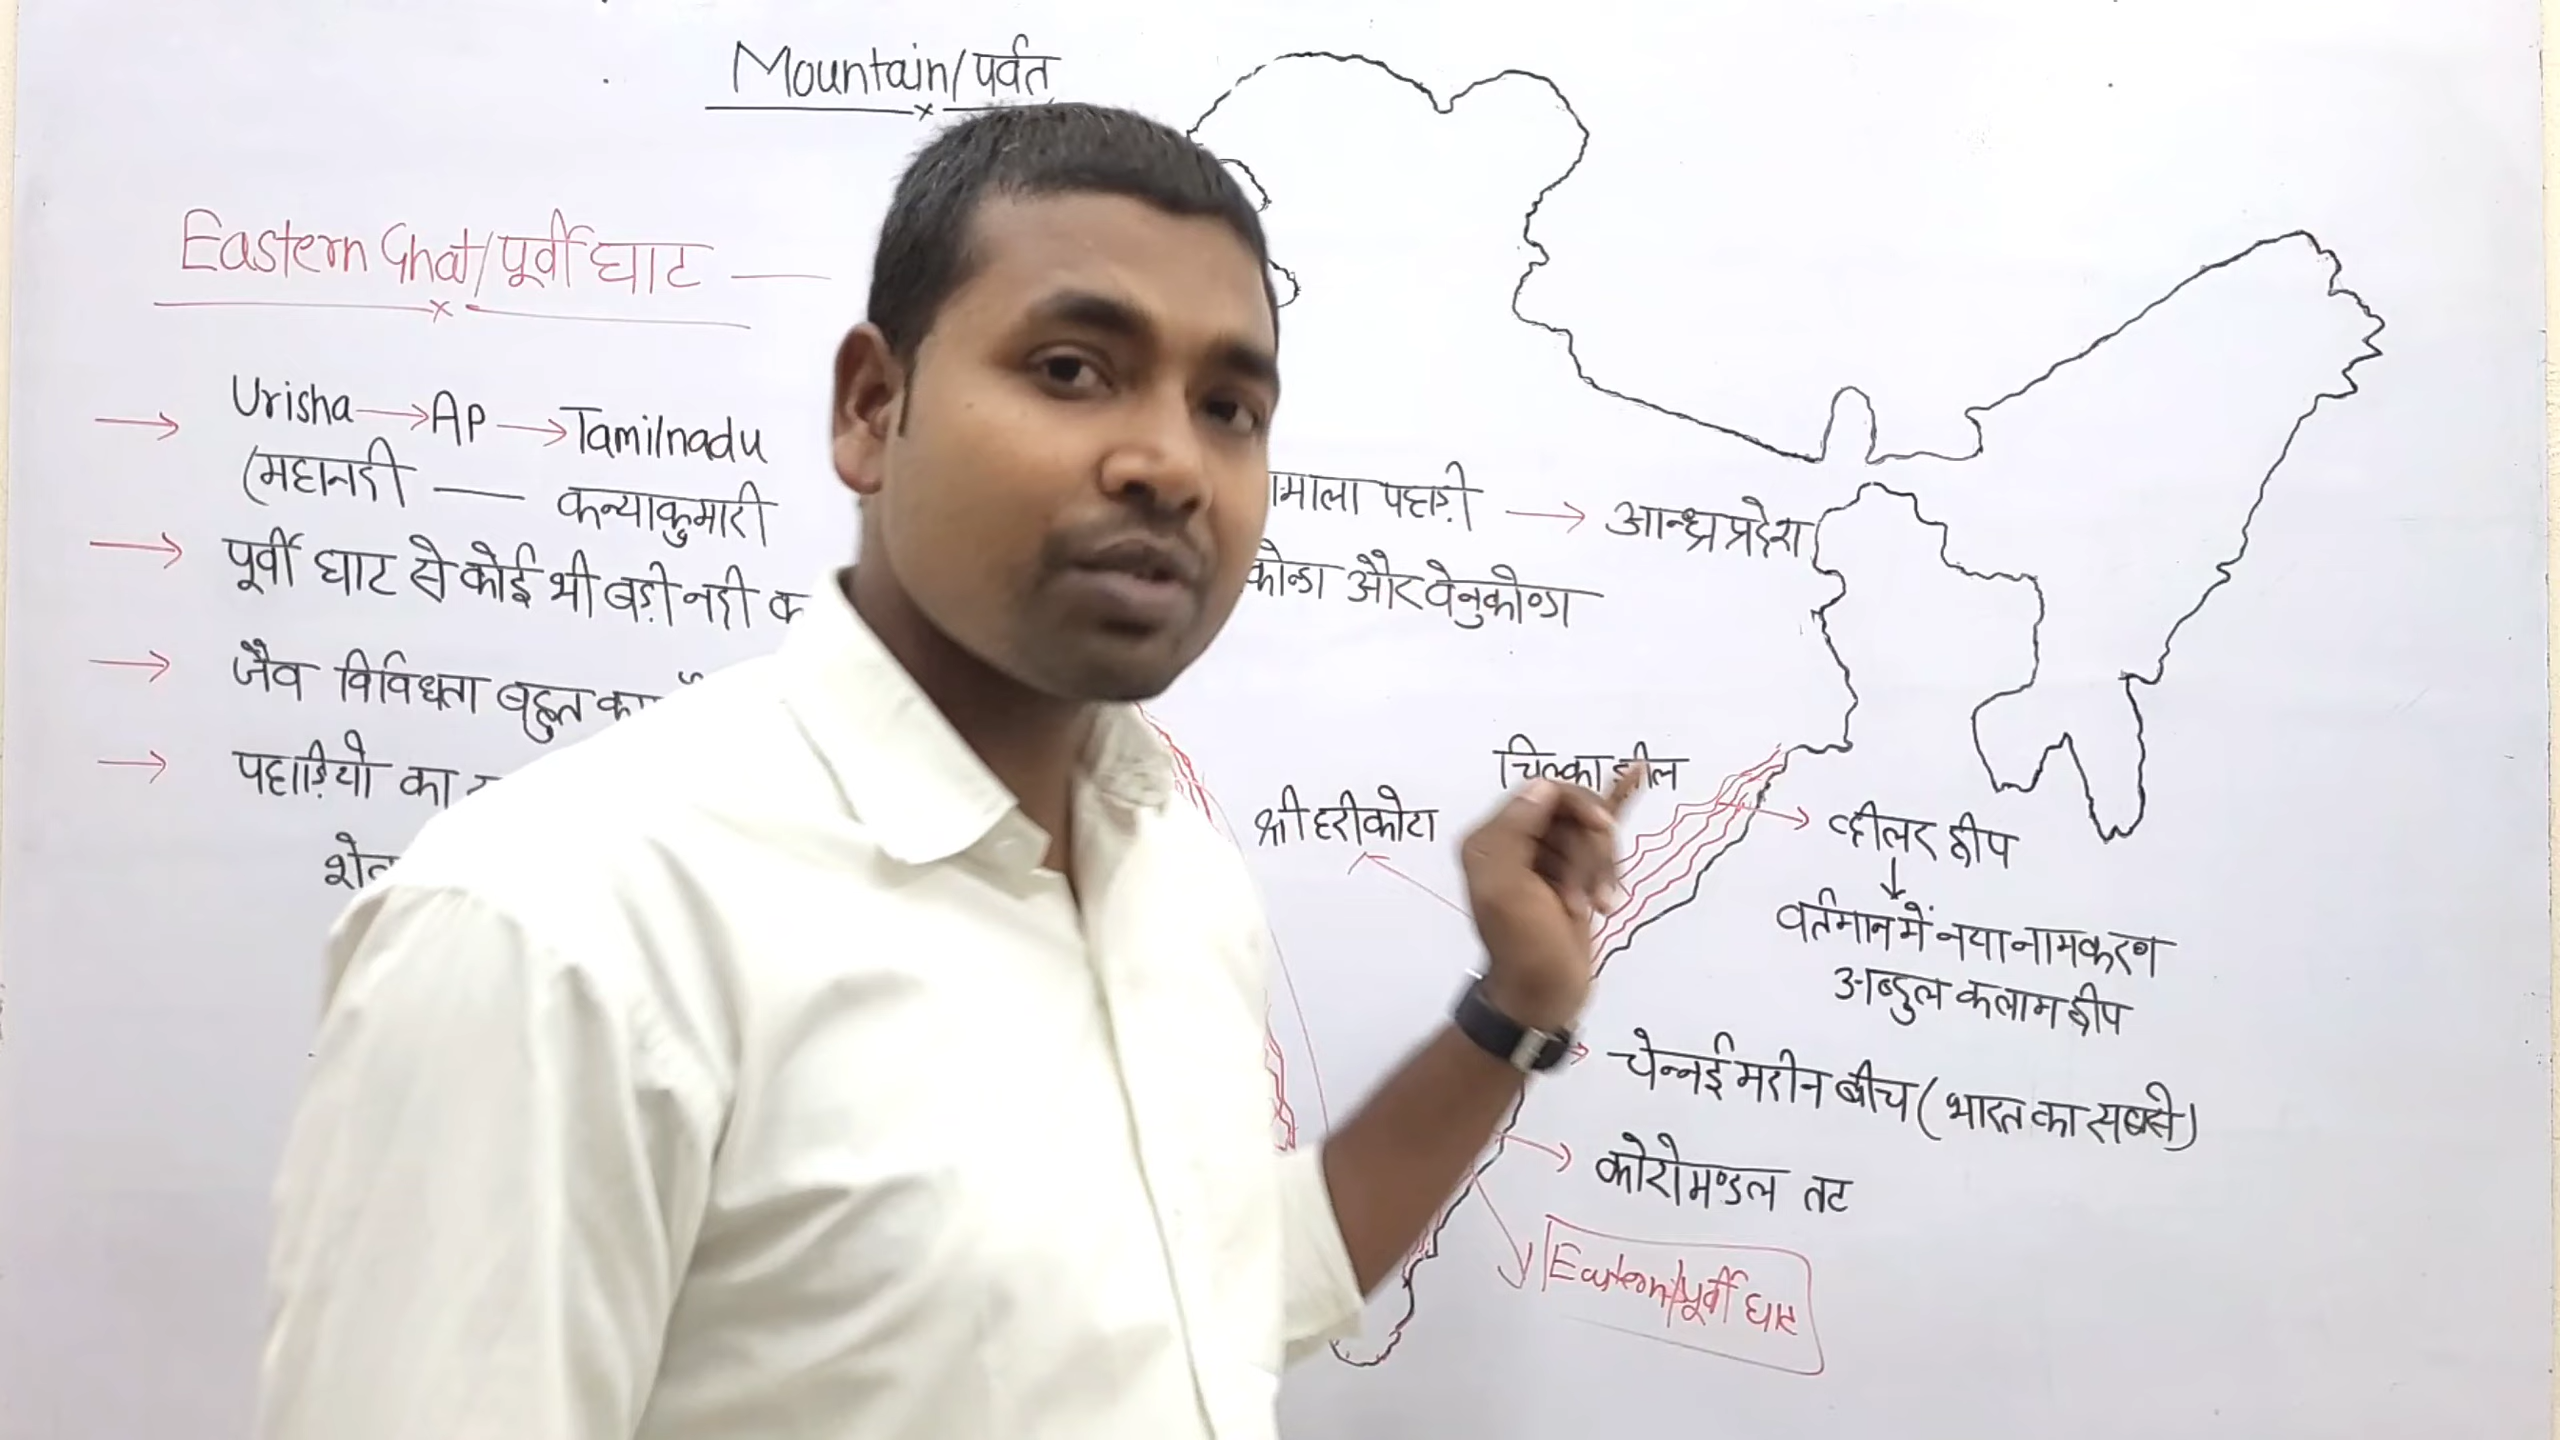 Mountain/पर्वत
Eastern Ghat/पूर्वी घाट —
→ Urisha → AP → Tamilnadu
(महानदी — कन्याकुमारी
→ पूर्वी घाट से कोई भी बड़ी नदी
→ जैव विविधता बहुत
→ पहाड़ियो का
माला पहाड़ी → आन्ध्रप्रदेश
कोन्डा और वेनुकोण्डा
चिल्का झील
श्री हरीकोटा
व्हीलर द्वीप
↓
वर्तमान में नया नामकरण
अब्दुल कलाम द्वीप
चेन्नई मरीन बीच (भारत का सबसे)
कोरोमण्डल तट
Eastern/पूर्वी घाट